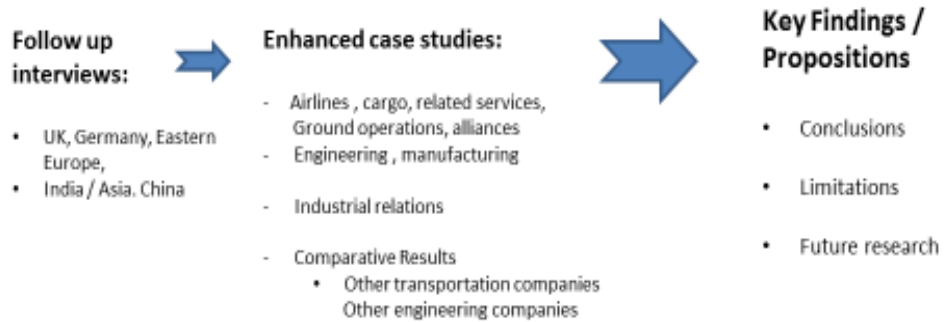 Follow up
interviews:
• UK, Germany, Eastern
Europe,
• India / Asia. China
Enhanced case studies:
- Airlines , cargo, related services,
Ground operations, alliances
- Engineering , manufacturing
- Industrial relations
- Comparative Results
• Other transportation companies
Other engineering companies
Key Findings /
Propositions
• Conclusions
• Limitations
• Future research